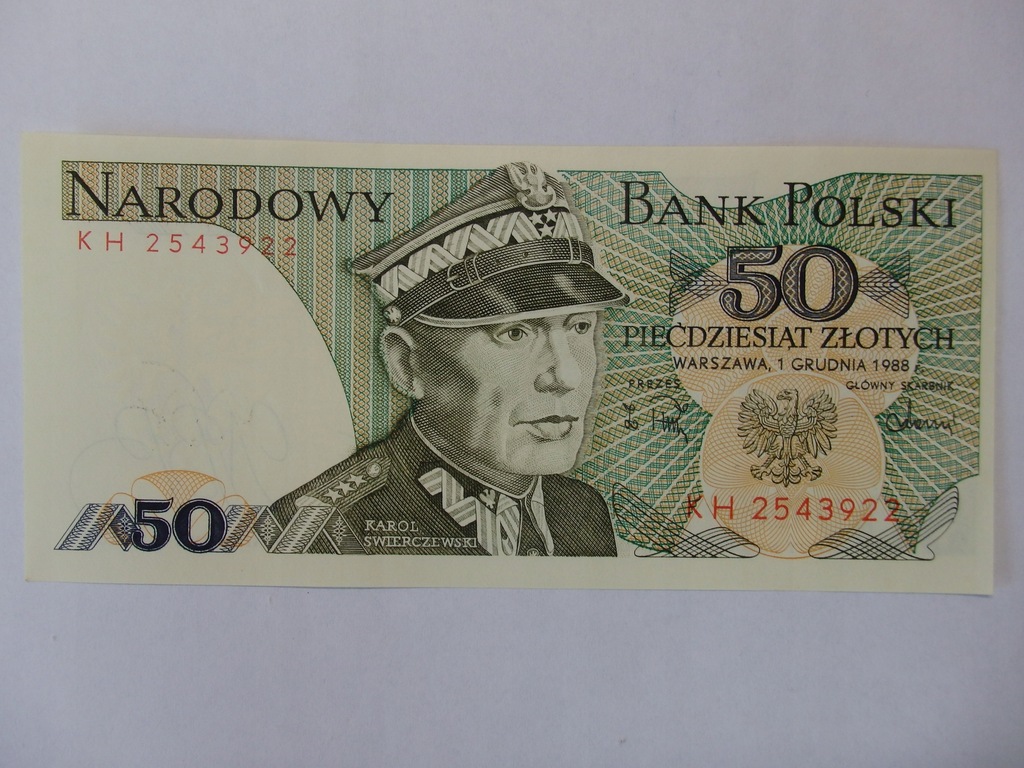 NARODOWY BANK POLSKI
KH 2543922
50
PIĘĆDZIESIĄT ZŁOTYCH
WARSZAWA, 1 GRUDNIA 1988 r.
PREZES GŁÓWNY SKARBNIK
KH 2543922
50
KAROL
ŚWIERCZEWSKI